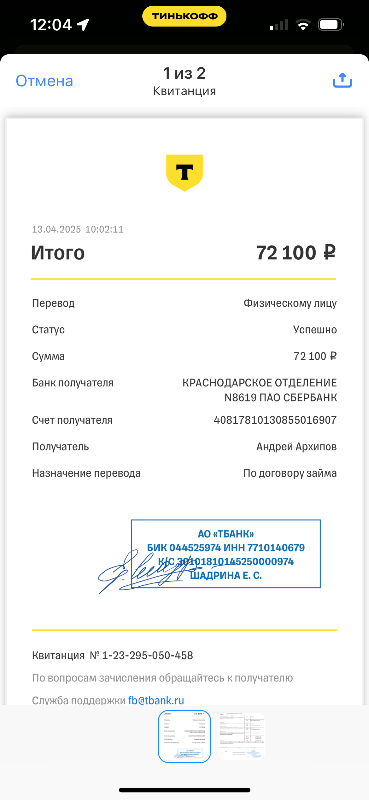 12:04
ТИНЬКОФФ
Отмена
1 из 2
Квитанция
Т
13.04.2025 10:02:11
Итого 72 100 ₽
Перевод Физическому лицу
Статус Успешно
Сумма 72 100 ₽
Банк получателя КРАСНОДАРСКОЕ ОТДЕЛЕНИЕ
N8619 ПАО СБЕРБАНК
Счет получателя 40817810130855016907
Получатель Андрей Архипов
Назначение перевода По договору займа
АО «ТБАНК»
БИК 044525974 ИНН 7710140679
К/С 30101810145250000974
ШАДРИНА Е. С.
Квитанция № 1-23-295-050-458
По вопросам зачисления обращайтесь к получателю
Служба поддержки fb@tbank.ru